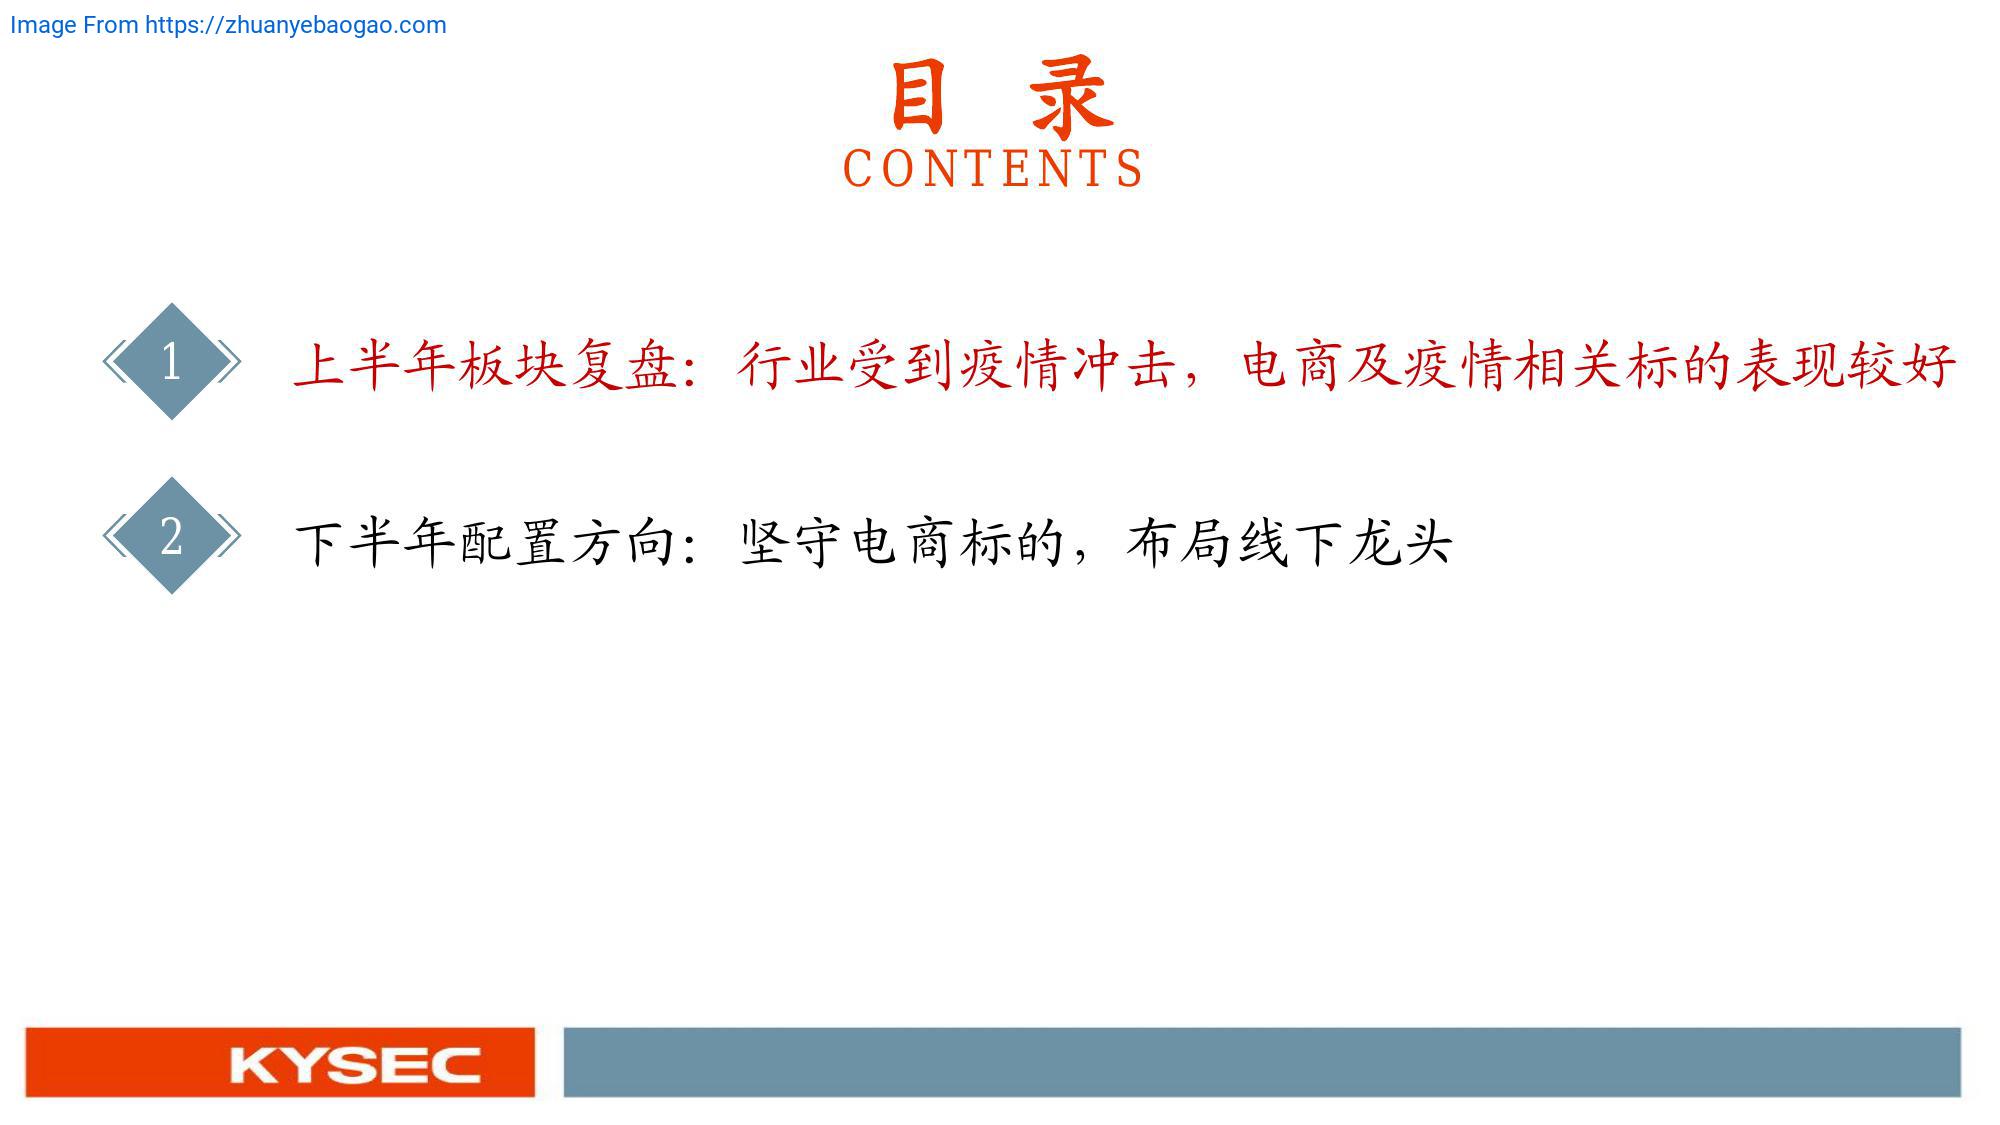 Image From https://zhuanyebaogao.com
目 录
CONTENTS
1 上半年板块复盘：行业受到疫情冲击，电商及疫情相关标的表现较好
2 下半年配置方向：坚守电商标的，布局线下龙头
KYSEC